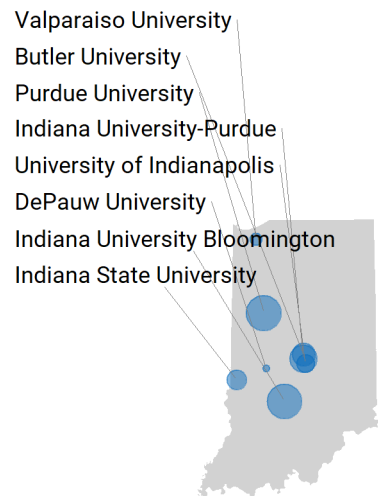 Valparaiso University
Butler University
Purdue University
Indiana University-Purdue
University of Indianapolis
DePauw University
Indiana University Bloomington
Indiana State University